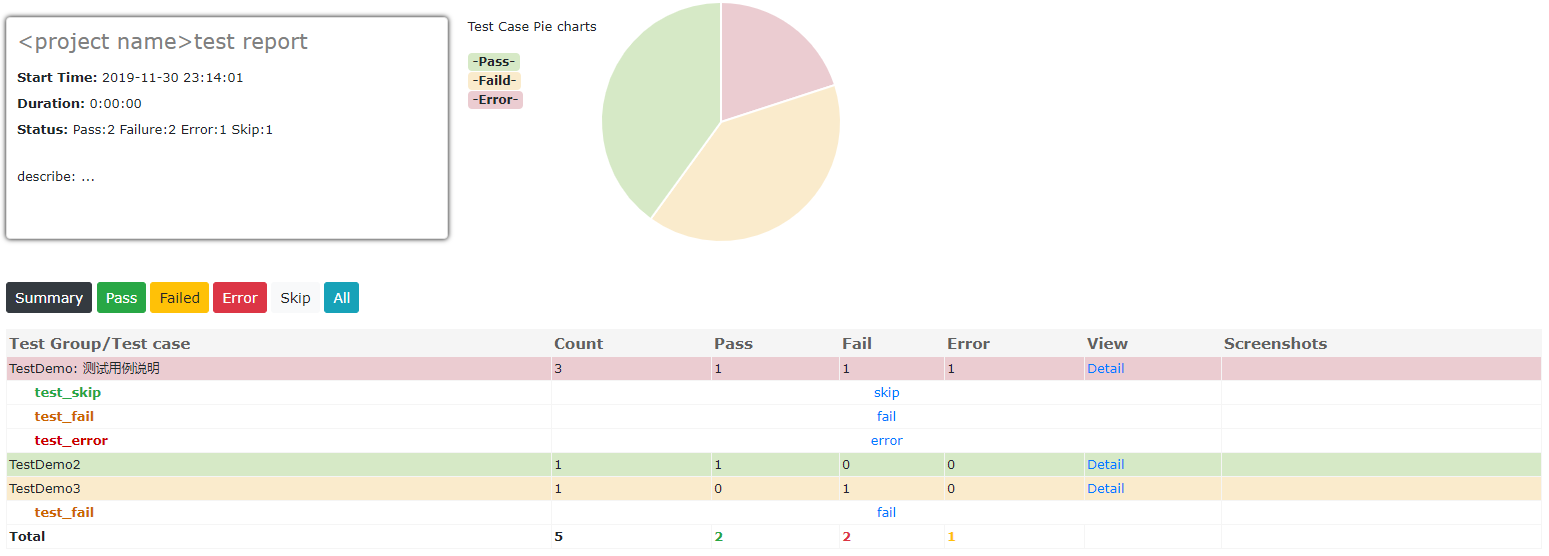 <project name>test report
Start Time: 2019-11-30 23:14:01
Duration: 0:00:00
Status: Pass:2 Failure:2 Error:1 Skip:1
describe: ...
Test Case Pie charts
-Pass-
-Faild-
-Error-
Summary Pass Failed Error Skip All
Test Group/Test case Count Pass Fail Error View Screenshots
TestDemo: 测试用例说明 3 1 1 1 Detail
test_skip skip
test_fail fail
test_error error
TestDemo2 1 1 0 0 Detail
TestDemo3 1 0 1 0 Detail
test_fail fail
Total 5 2 2 1